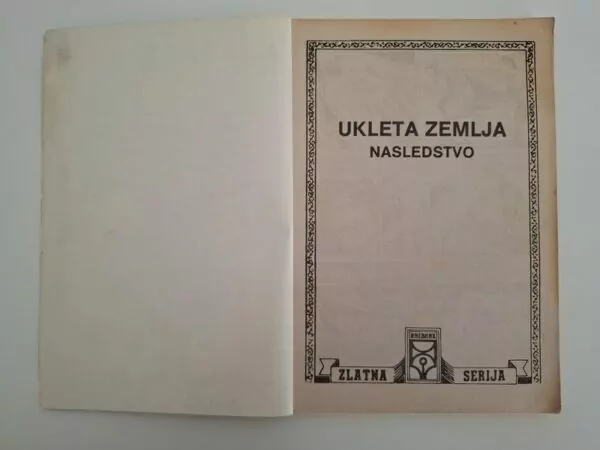 UKLETA ZEMLJA
NASLEDSTVO
ZLATNA SERIJA